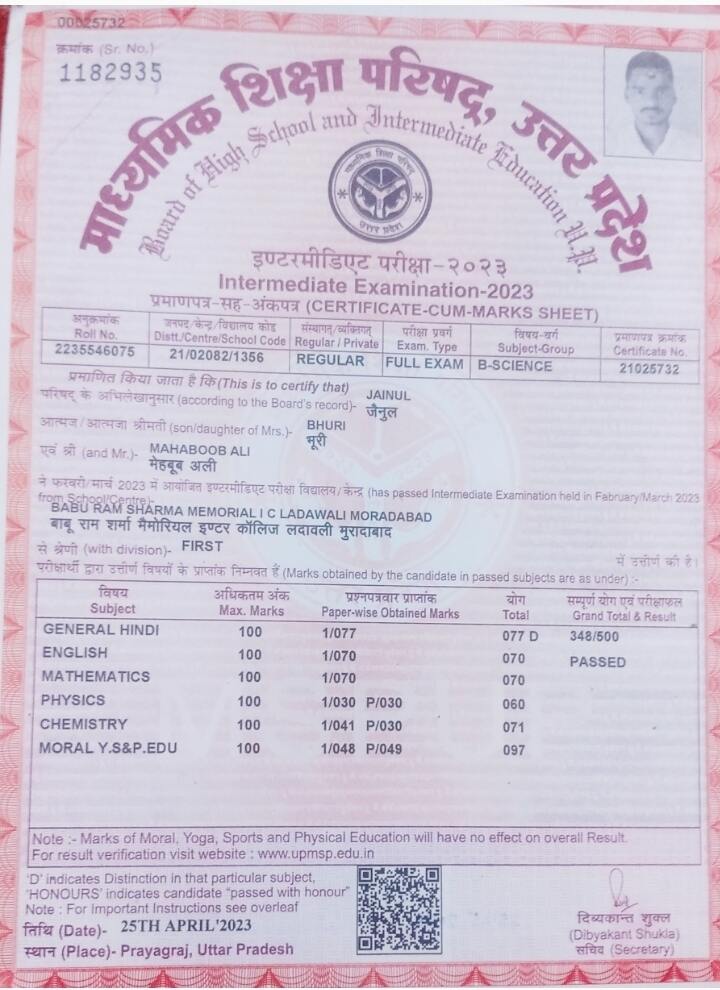 00025732
क्रमांक (Sr. No.)
1182935
माध्यमिक शिक्षा परिषद्, उत्तर प्रदेश
Board of High School and Intermediate Education U.P.
माध्यमिक शिक्षा परिषद्
उत्तर प्रदेश
इण्टरमीडिएट परीक्षा-२०२३
Intermediate Examination-2023
प्रमाणपत्र-सह-अंकपत्र (CERTIFICATE-CUM-MARKS SHEET)
अनुक्रमांक जनपद/केन्द्र/विद्यालय कोड संस्थागत/व्यक्तिगत परीक्षा प्रवर्ग विषय-वर्ग प्रमाणपत्र क्रमांक
Roll No. Distt./Centre/School Code Regular / Private Exam. Type Subject-Group Certificate No.
2235546075 21/02082/1356 REGULAR FULL EXAM B-SCIENCE 21025732
प्रमाणित किया जाता है कि(This is to certify that)
परिषद् के अभिलेखानुसार (according to the Board's record)- JAINUL
जैनुल
आत्मज/आत्मजा श्रीमती (son/daughter of Mrs.)- BHURI
भूरी
एवं श्री (and Mr.)- MAHABOOB ALI
मेहबूब अली
ने फरवरी/मार्च 2023 में आयोजित इण्टरमीडिएट परीक्षा विद्यालय/केन्द्र (has passed Intermediate Examination held in February/March 2023
from School/Centre)-
BABU RAM SHARMA MEMORIAL I C LADAWALI MORADABAD
बाबू राम शर्मा मैमोरियल इण्टर कॉलिज लदावली मुरादाबाद
से श्रेणी (with division)- FIRST में उत्तीर्ण की है।
परीक्षार्थी द्वारा उत्तीर्ण विषयों के प्राप्तांक निम्नवत हैं (Marks obtained by the candidate in passed subjects are as under) :-
विषय अधिकतम अंक प्रश्नपत्रवार प्राप्तांक योग सम्पूर्ण योग एवं परीक्षाफल
Subject Max. Marks Paper-wise Obtained Marks Total Grand Total & Result
GENERAL HINDI 100 1/077 077 D 348/500
ENGLISH 100 1/070 070 PASSED
MATHEMATICS 100 1/070 070
PHYSICS 100 1/030 P/030 060
CHEMISTRY 100 1/041 P/030 071
MORAL Y.S&P.EDU 100 1/048 P/049 097
Note :- Marks of Moral, Yoga, Sports and Physical Education will have no effect on overall Result.
For result verification visit website : www.upmsp.edu.in
'D' indicates Distinction in that particular subject,
'HONOURS' indicates candidate "passed with honour"
Note : For Important Instructions see overleaf
तिथि (Date)- 25TH APRIL'2023
स्थान (Place)- Prayagraj, Uttar Pradesh
दिव्यकान्त शुक्ल
(Dibyakant Shukla)
सचिव (Secretary)